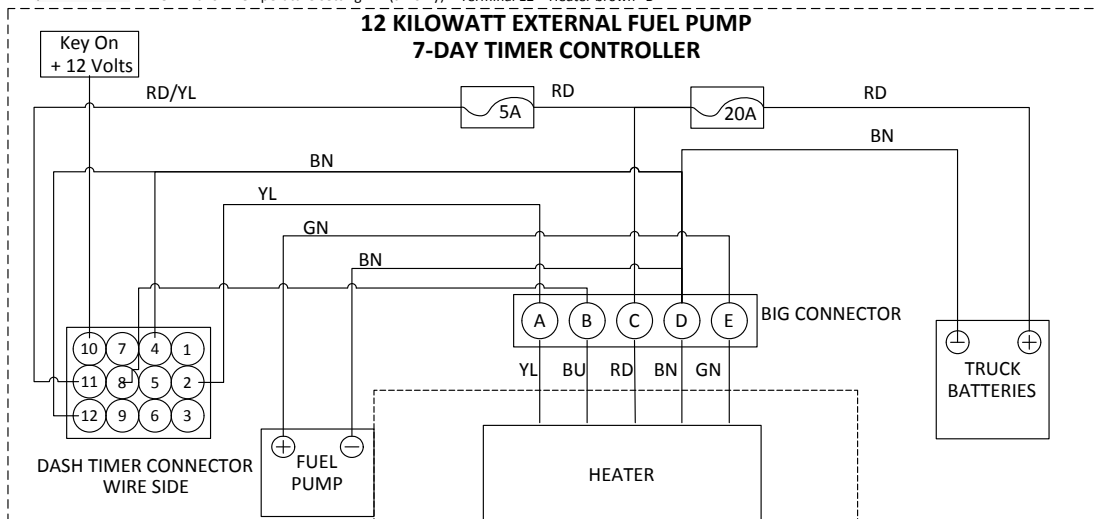 12 KILOWATT EXTERNAL FUEL PUMP
7-DAY TIMER CONTROLLER
Key On
+ 12 Volts
RD/YL
5A
RD
20A
RD
BN
BN
YL
GN
BN
A B C D E
BIG CONNECTOR
YL BU RD BN GN
10 7 4 1
11 8 5 2
12 9 6 3
DASH TIMER CONNECTOR
WIRE SIDE
+ −
FUEL
PUMP
HEATER
+
TRUCK
BATTERIES